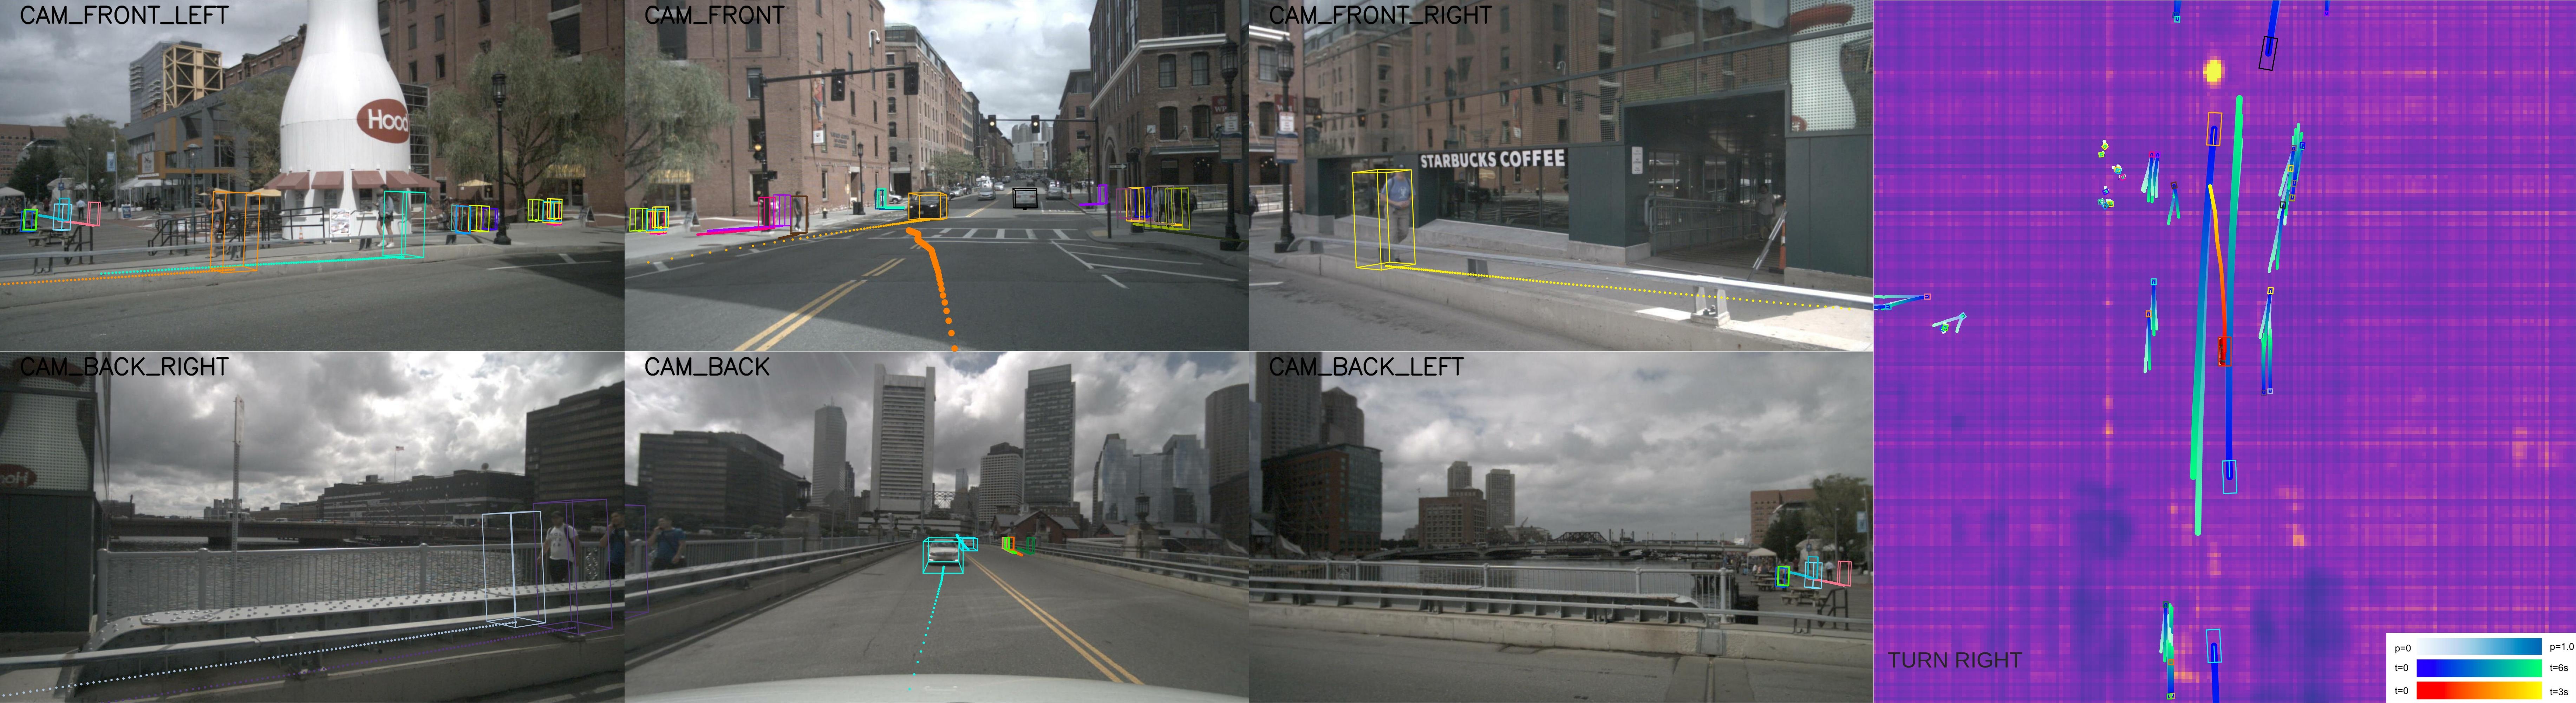 CAM_FRONT_LEFT
CAM_FRONT
CAM_FRONT_RIGHT
Hood
STARBUCKS COFFEE
CAM_BACK_RIGHT
CAM_BACK
CAM_BACK_LEFT
TURN RIGHT
p=0 p=1.0
t=0 t=6s
t=0 t=3s